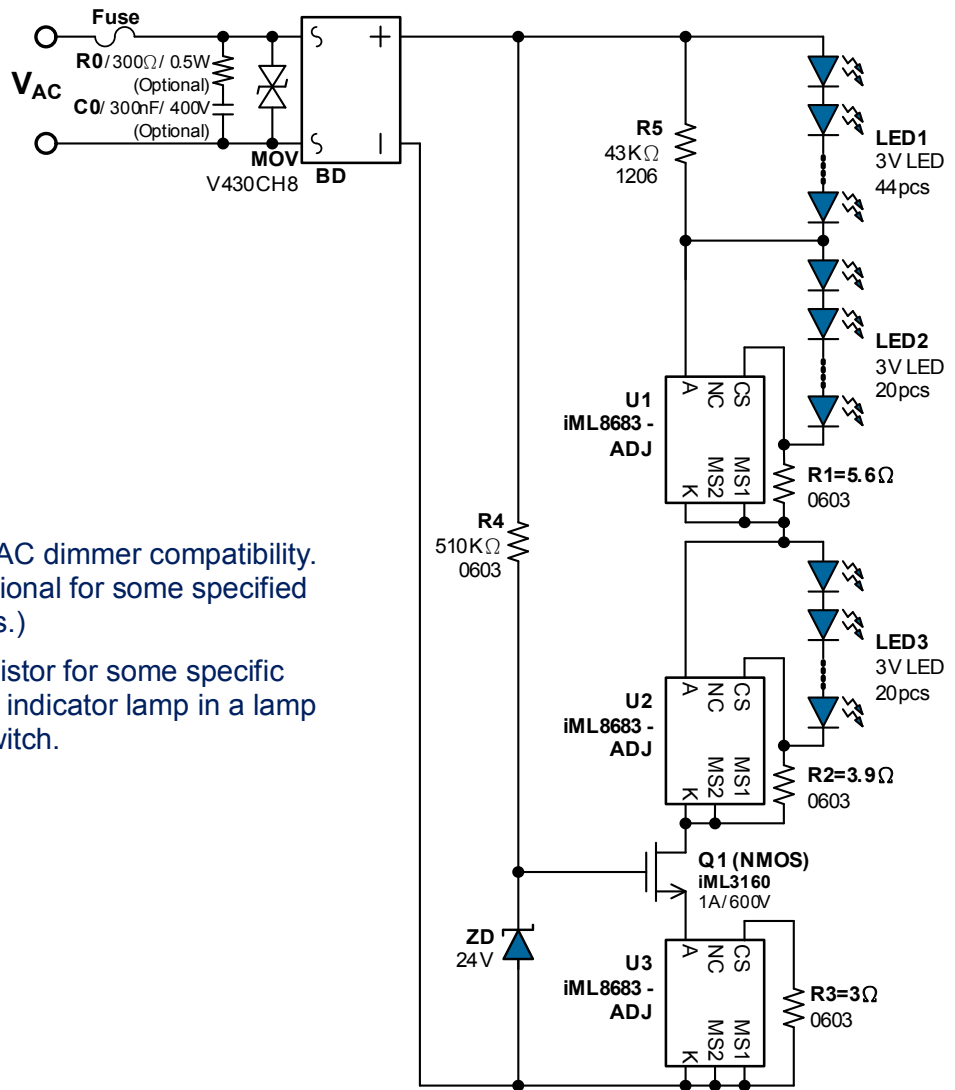 Fuse
R0/300Ω/0.5W
(Optional)
VAC
C0/300nF/400V
(Optional)
MOV
V430CH8
BD
+
R5
43KΩ
1206
LED1
3V LED
44pcs
LED2
3V LED
20pcs
A
NC
CS
U1
iML8683-
ADJ
K
MS2
MS1
R1=5.6Ω
0603
R4
510KΩ
0603
AC dimmer compatibility.
tional for some specified
s.)
istor for some specific
indicator lamp in a lamp
witch.
LED3
3V LED
20pcs
A
NC
CS
U2
iML8683-
ADJ
K
MS2
MS1
R2=3.9Ω
0603
Q1(NMOS)
iML3160
1A/600V
ZD
24V
A
NC
CS
U3
iML8683-
ADJ
K
MS2
MS1
R3=3Ω
0603